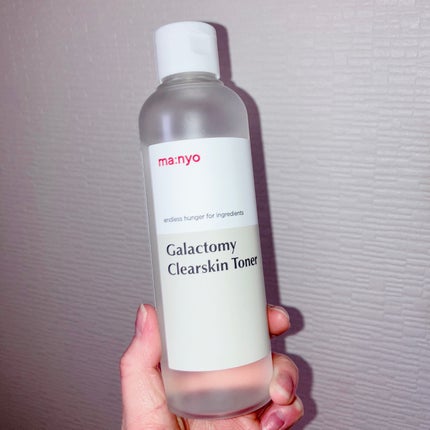 ma:nyo
endless hunger for ingredients
Galactomy
Clearskin Toner